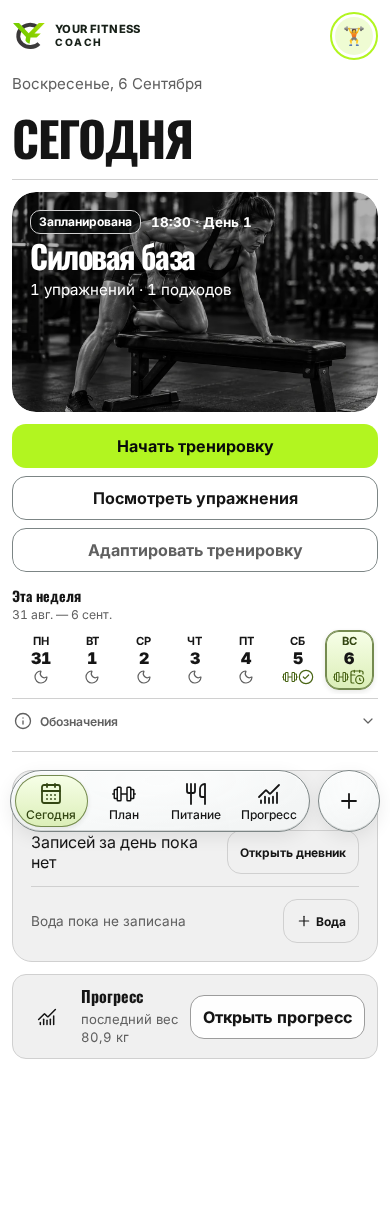 YOUR FITNESS
COACH
Воскресенье, 6 Сентября
СЕГОДНЯ
Запланирована 18:30 · День 1
Силовая база
1 упражнений · 1 подходов
Начать тренировку
Посмотреть упражнения
Адаптировать тренировку
Эта неделя
31 авг. — 6 сент.
ПН ВТ СР ЧТ ПТ СБ ВС
31 1 2 3 4 5 6
Обозначения
Сегодня План Питание Прогресс
Записей за день пока нет
Открыть дневник
Вода пока не записана
+ Вода
Прогресс
последний вес
80,9 кг
Открыть прогресс